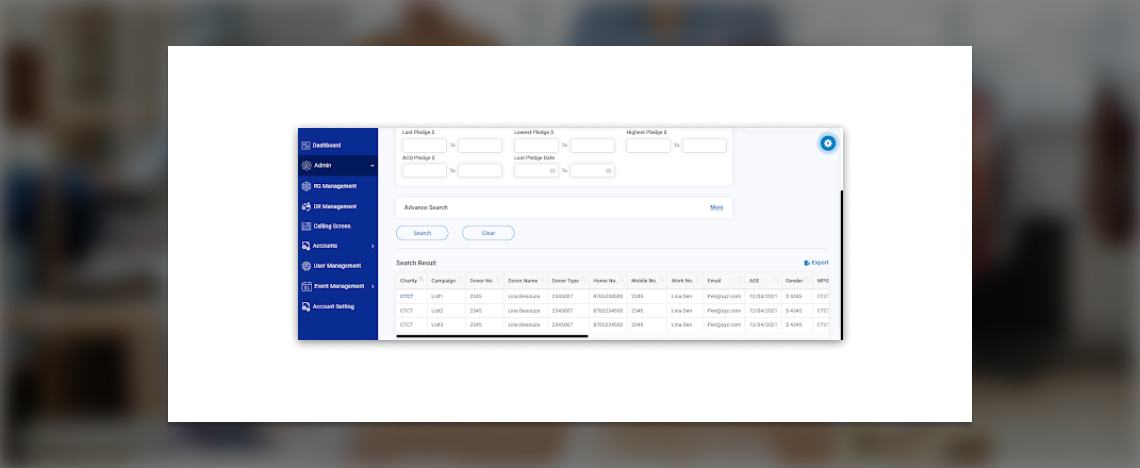 Dashboard
Admin
RG Management
DR Management
Calling Screen
Accounts
User Management
Event Management
Account Setting
Last Pledge $ Lowest Pledge $ Highest Pledge $
To To To
ACQ Pledge $ Last Pledge Date
To To
Advance Search More
Search Clear
Search Result Export
Charity Campaign Donor No. Donor Name Donor Type Home No. Mobile No. Work No. Email AGE Gender
CTCT List1 2345 Lina Desouza 2345007 8765234500 2345 Lina Den Pen@xyz.com 12/04/2021 $ 4345 CTCT
CTCT List2 2345 Lina Desouza 2345007 8765234500 2345 Lina Den Pen@xyz.com 12/04/2021 $ 4345 CTCT
CTCT List3 2345 Lina Desouza 2345007 8765234500 2345 Lina Den Pen@xyz.com 12/04/2021 $ 4345 CTCT